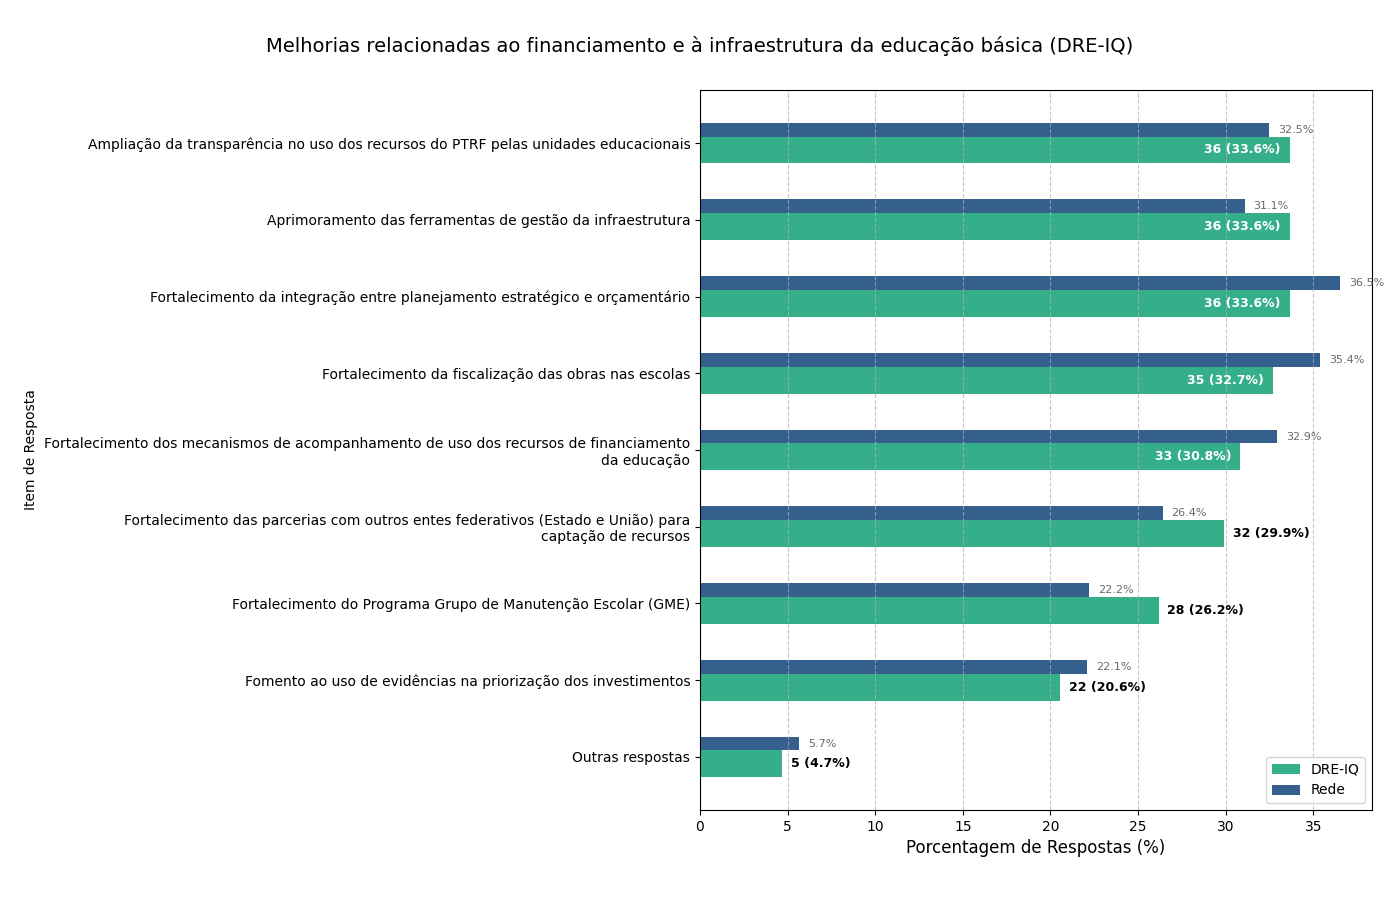 Melhorias relacionadas ao financiamento e à infraestrutura da educação básica (DRE-IQ)
Item de Resposta
Ampliação da transparência no uso dos recursos do PTRF pelas unidades educacionais
32.5%
36 (33.6%)
Aprimoramento das ferramentas de gestão da infraestrutura
31.1%
36 (33.6%)
Fortalecimento da integração entre planejamento estratégico e orçamentário
36.5%
36 (33.6%)
Fortalecimento da fiscalização das obras nas escolas
35.4%
35 (32.7%)
Fortalecimento dos mecanismos de acompanhamento de uso dos recursos de financiamento
da educação
32.9%
33 (30.8%)
Fortalecimento das parcerias com outros entes federativos (Estado e União) para
captação de recursos
26.4%
32 (29.9%)
Fortalecimento do Programa Grupo de Manutenção Escolar (GME)
22.2%
28 (26.2%)
Fomento ao uso de evidências na priorização dos investimentos
22.1%
22 (20.6%)
Outras respostas
5.7%
5 (4.7%)
DRE-IQ
Rede
0 5 10 15 20 25 30 35
Porcentagem de Respostas (%)